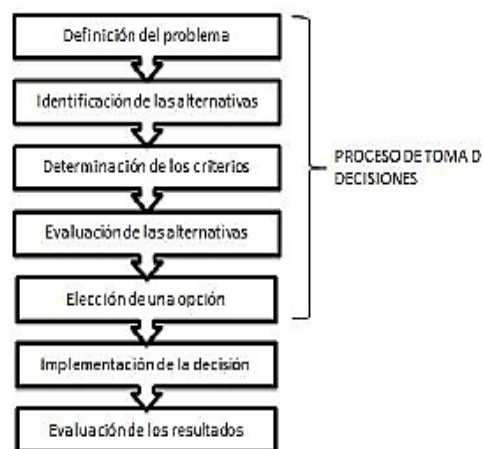 Definición del problema
Identificación de las alternativas
Determinación de los criterios
PROCESO DE TOMA D
DECISIONES
Evaluación de las alternativas
Elección de una opción
Implementación de la decisión
Evaluación de los resultados